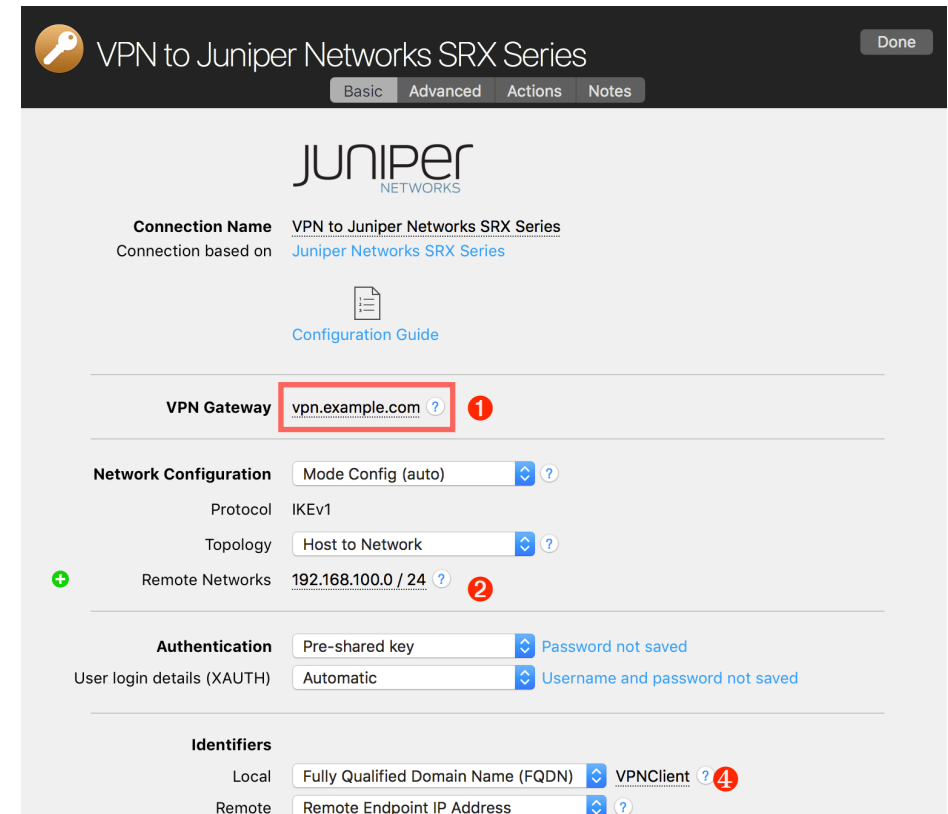 VPN to Juniper Networks SRX Series
Done
Basic Advanced Actions Notes
JUNIPER
NETWORKS
Connection Name VPN to Juniper Networks SRX Series
Connection based on Juniper Networks SRX Series
Configuration Guide
VPN Gateway vpn.example.com ? 1
Network Configuration Mode Config (auto) ?
Protocol IKEv1
Topology Host to Network ?
Remote Networks 192.168.100.0 / 24 ? 2
Authentication Pre-shared key Password not saved
User login details (XAUTH) Automatic Username and password not saved
Identifiers
Local Fully Qualified Domain Name (FQDN) VPNClient ? 4
Remote Remote Endpoint IP Address ?